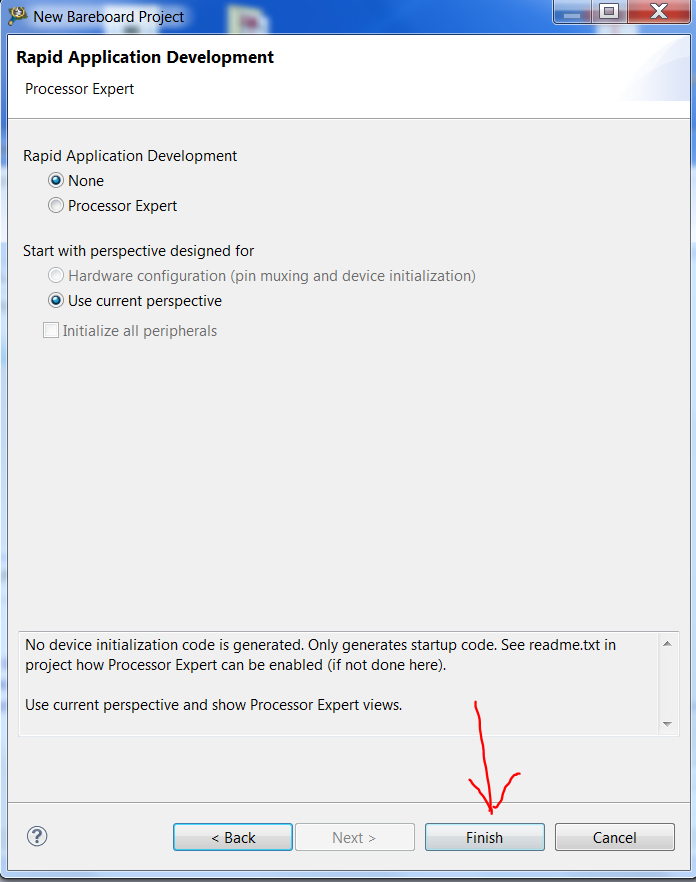 New Bareboard Project
Rapid Application Development
Processor Expert
Rapid Application Development
None
Processor Expert
Start with perspective designed for
Hardware configuration (pin muxing and device initialization)
Use current perspective
Initialize all peripherals
No device initialization code is generated. Only generates startup code. See readme.txt in
project how Processor Expert can be enabled (if not done here).
Use current perspective and show Processor Expert views.
?
< Back
Next >
Finish
Cancel